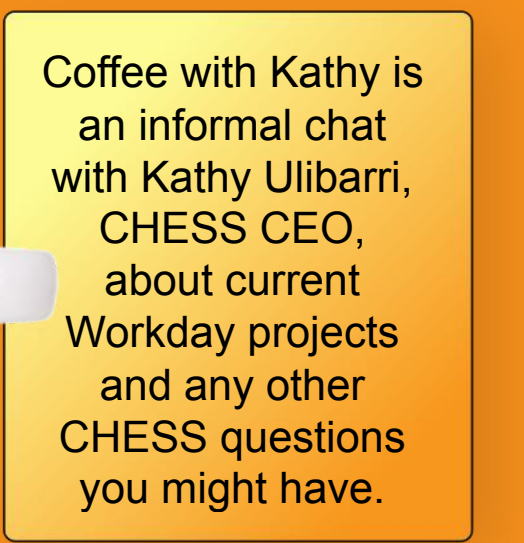 Coffee with Kathy is
an informal chat
with Kathy Ulibarri,
CHESS CEO,
about current
Workday projects
and any other
CHESS questions
you might have.